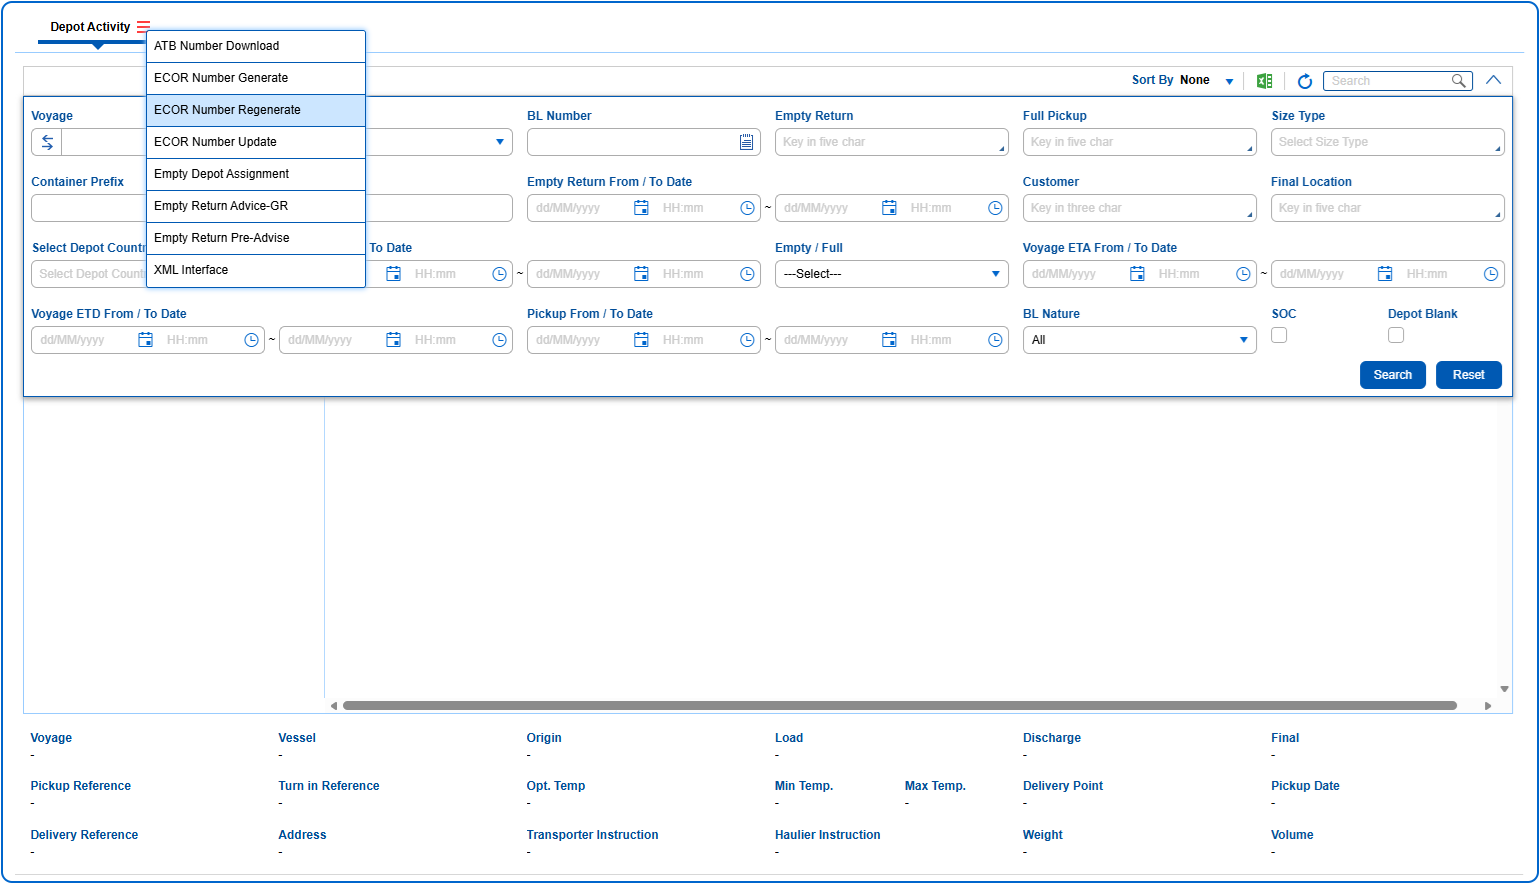 Depot Activity
ATB Number Download
ECOR Number Generate
ECOR Number Regenerate
ECOR Number Update
Empty Depot Assignment
Empty Return Advice-GR
Empty Return Pre-Advise
XML Interface
Sort By None Search
Voyage BL Number Empty Return Full Pickup Size Type
Key in five char Key in five char Select Size Type
Container Prefix Empty Return From / To Date Customer Final Location
dd/MM/yyyy HH:mm ~ dd/MM/yyyy HH:mm Key in three char Key in five char
Select Depot Countr To Date Empty / Full Voyage ETA From / To Date
Select Depot Countr HH:mm ~ dd/MM/yyyy HH:mm ---Select--- dd/MM/yyyy HH:mm ~ dd/MM/yyyy HH:mm
Voyage ETD From / To Date Pickup From / To Date BL Nature SOC Depot Blank
dd/MM/yyyy HH:mm ~ dd/MM/yyyy HH:mm dd/MM/yyyy HH:mm ~ dd/MM/yyyy HH:mm All
Search Reset
Voyage Vessel Origin Load Discharge Final
- - - - - -
Pickup Reference Turn in Reference Opt. Temp Min Temp. Max Temp. Delivery Point Pickup Date
- - - - - - -
Delivery Reference Address Transporter Instruction Haulier Instruction Weight Volume
- - - - - -